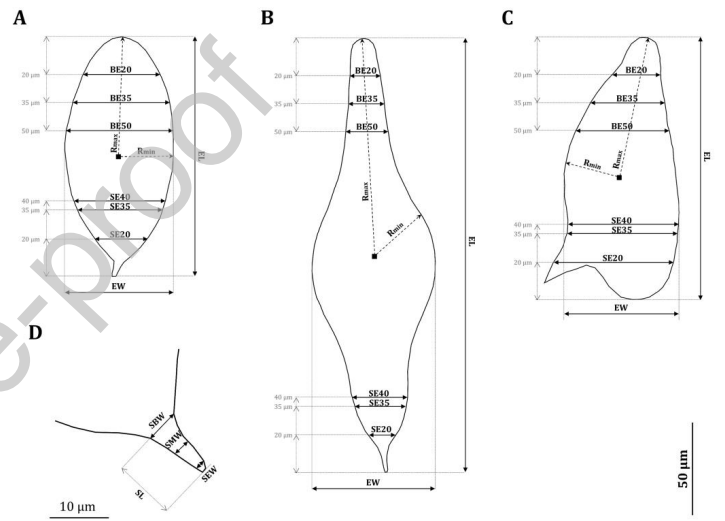 A
20 μm
35 μm
50 μm
40 μm
35 μm
20 μm
BE20
BE35
BE50
Rmax
Rmin
SE40
SE35
SE20
EL
EW
B
20 μm
35 μm
50 μm
40 μm
35 μm
20 μm
BE20
BE35
BE50
Rmax
Rmin
SE40
SE35
SE20
EL
EW
C
20 μm
35 μm
50 μm
40 μm
35 μm
20 μm
BE20
BE35
BE50
Rmin
Rmax
SE40
SE35
SE20
EL
EW
D
SBW
SMW
SEW
SL
10 μm
50 μm
e-proof